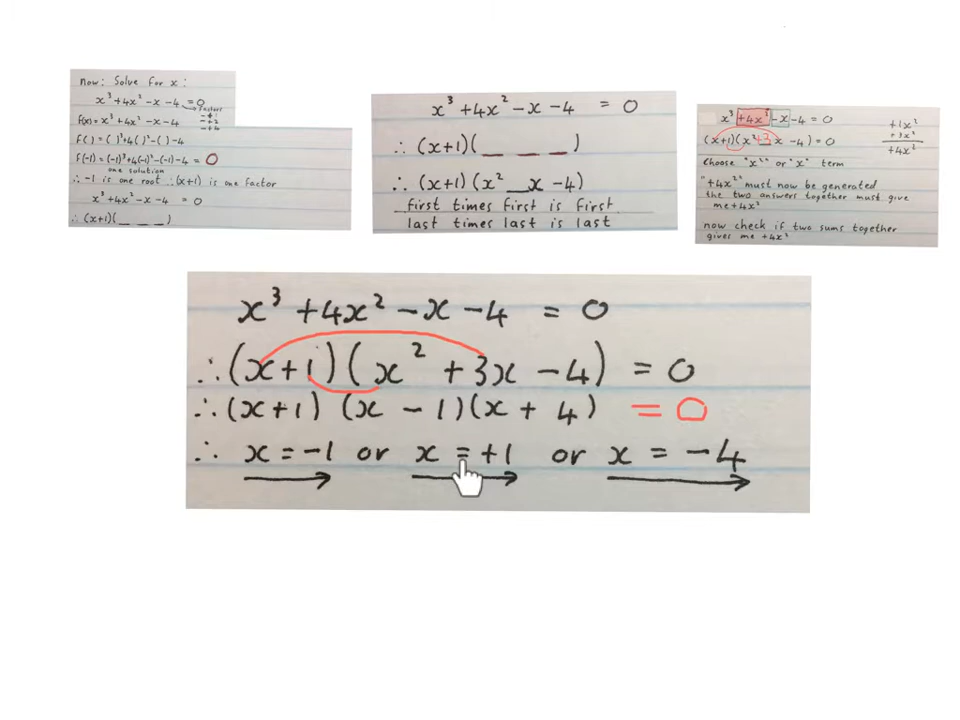 Now: Solve for x:
x³ + 4x² - x - 4 = 0
Factors
-+1
-+2
-+4
f(x) = x³ + 4x² - x - 4
f( ) = ( )³ + 4( )² - ( ) - 4
f(-1) = (-1)³ + 4(-1)² - (-1) - 4 = 0
one solution
∴ -1 is one root ∴ (x+1) is one factor
x³ + 4x² - x - 4 = 0
∴ (x+1)(_ _ _)
x³ + 4x² - x - 4 = 0
∴ (x+1)(_ _ _)
∴ (x+1)(x² _x - 4)
first times first is first
last times last is last
x³ + 4x² - x - 4 = 0
(x+1)(x² + 3x - 4) = 0
+1x²
+3x²
+4x²
Choose "x²" or "x" term
"+4x²" must now be generated
the two answers together must give
me +4x²
now check if two sums together
gives me +4x²
x³ + 4x² - x - 4 = 0
∴ (x+1)(x² + 3x - 4) = 0
∴ (x+1) (x - 1)(x + 4) = 0
∴ x = -1 or x = +1 or x = -4